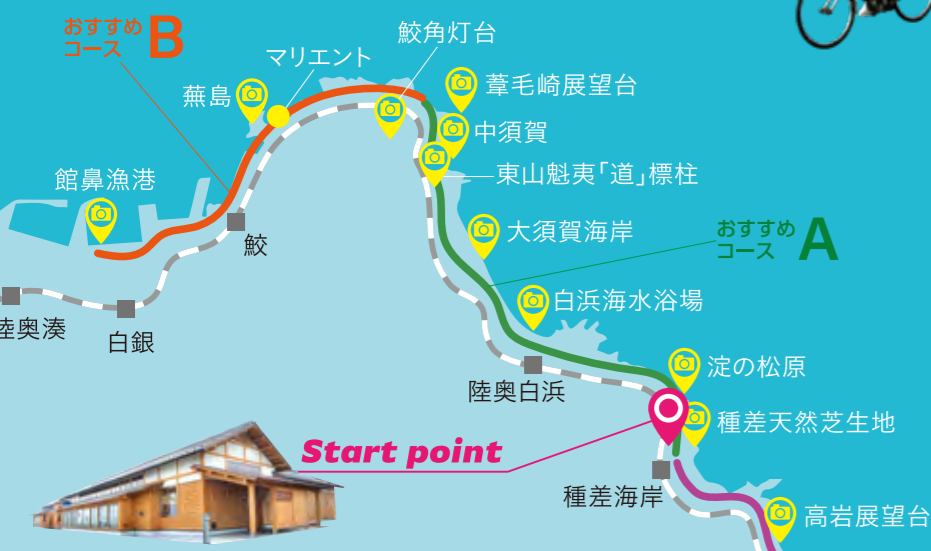 おすすめ
コース B
マリエント
鮫角灯台
蕪島
葦毛崎展望台
中須賀
東山魁夷「道」標柱
館鼻漁港
大須賀海岸
おすすめ
コース A
鮫
白浜海水浴場
陸奥湊
白銀
淀の松原
陸奥白浜
種差天然芝生地
Start point
種差海岸
高岩展望台